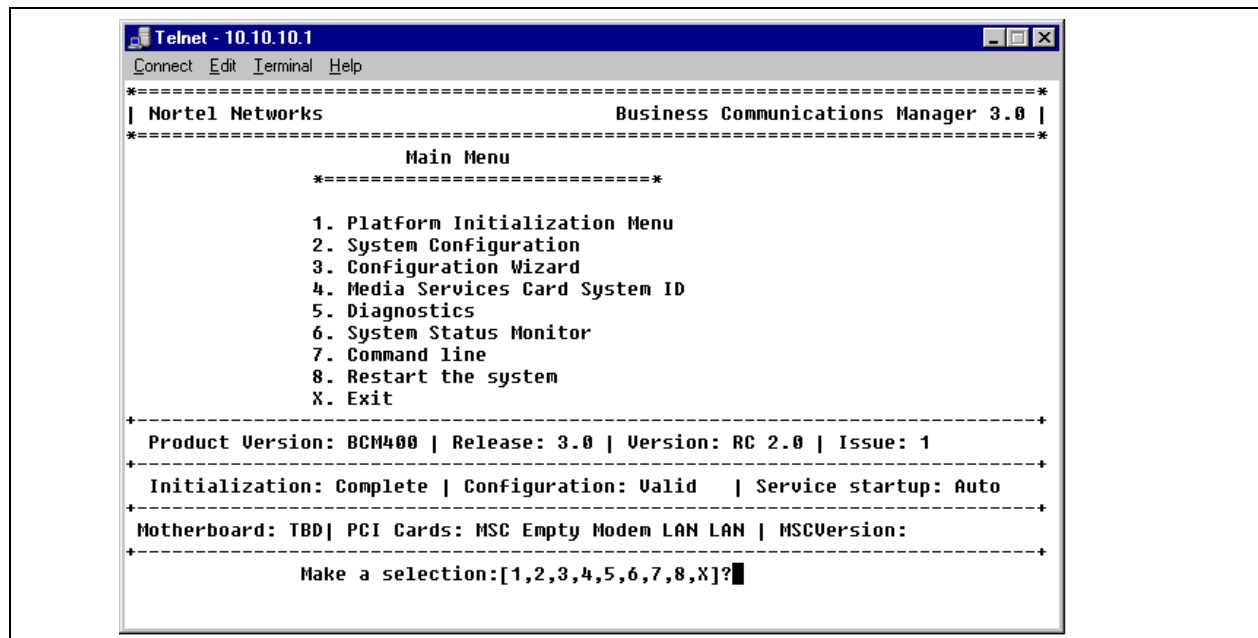 Telnet - 10.10.10.1
Connect Edit Terminal Help
*=============================================================================*
| Nortel Networks Business Communications Manager 3.0 |
*=============================================================================*
Main Menu
*============================*
1. Platform Initialization Menu
2. System Configuration
3. Configuration Wizard
4. Media Services Card System ID
5. Diagnostics
6. System Status Monitor
7. Command line
8. Restart the system
X. Exit
+-----------------------------------------------------------------------------+
Product Version: BCM400 | Release: 3.0 | Version: RC 2.0 | Issue: 1
+-----------------------------------------------------------------------------+
Initialization: Complete | Configuration: Valid | Service startup: Auto
+-----------------------------------------------------------------------------+
Motherboard: TBD| PCI Cards: MSC Empty Modem LAN LAN | MSCVersion:
+-----------------------------------------------------------------------------+
Make a selection:[1,2,3,4,5,6,7,8,X]?